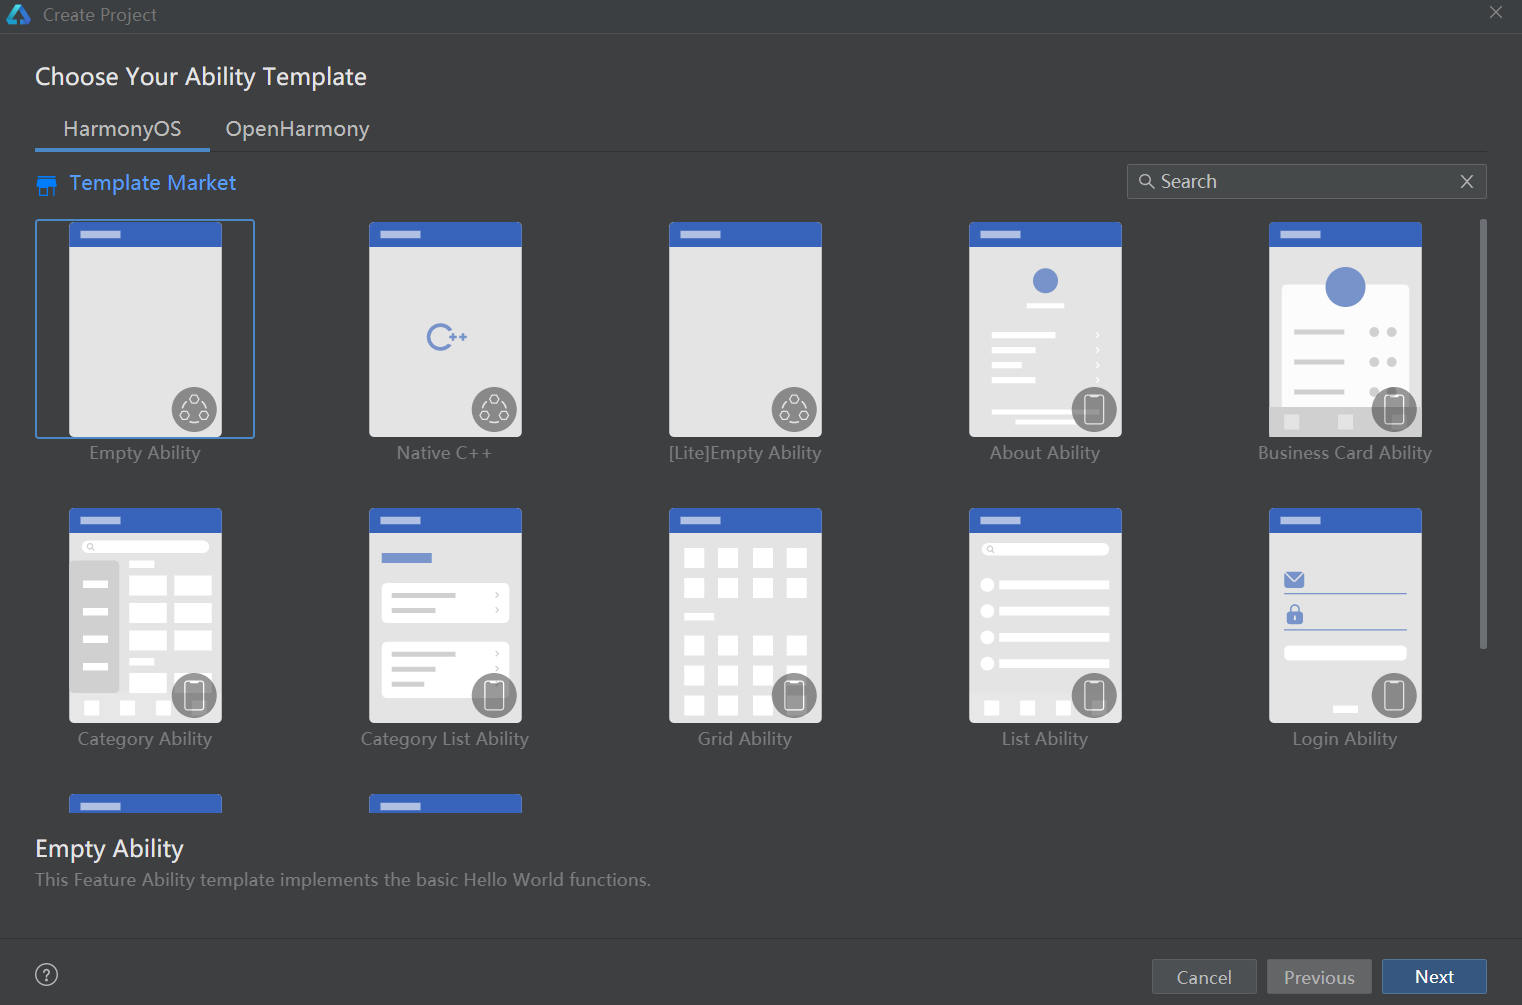 Create Project
Choose Your Ability Template
HarmonyOS OpenHarmony
Template Market
Search
C++
Empty Ability
Native C++
[Lite]Empty Ability
About Ability
Business Card Ability
Category Ability
Category List Ability
Grid Ability
List Ability
Login Ability
Empty Ability
This Feature Ability template implements the basic Hello World functions.
?
Cancel
Previous
Next